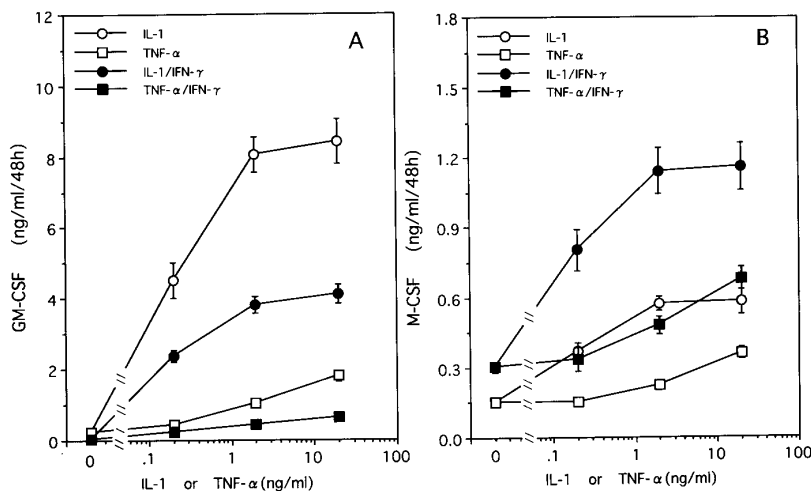 A
IL-1
TNF-α
IL-1/IFN-γ
TNF-α/IFN-γ
GM-CSF (ng/ml/48h)
12
10
8
6
4
2
0
0 .1 1 10 100
IL-1 or TNF-α(ng/ml)
B
IL-1
TNF-α
IL-1/IFN-γ
TNF-α/IFN-γ
M-CSF (ng/ml/48h)
1.8
1.5
1.2
0.9
0.6
0.3
0.0
0 .1 1 10 100
IL-1 or TNF-α(ng/ml)